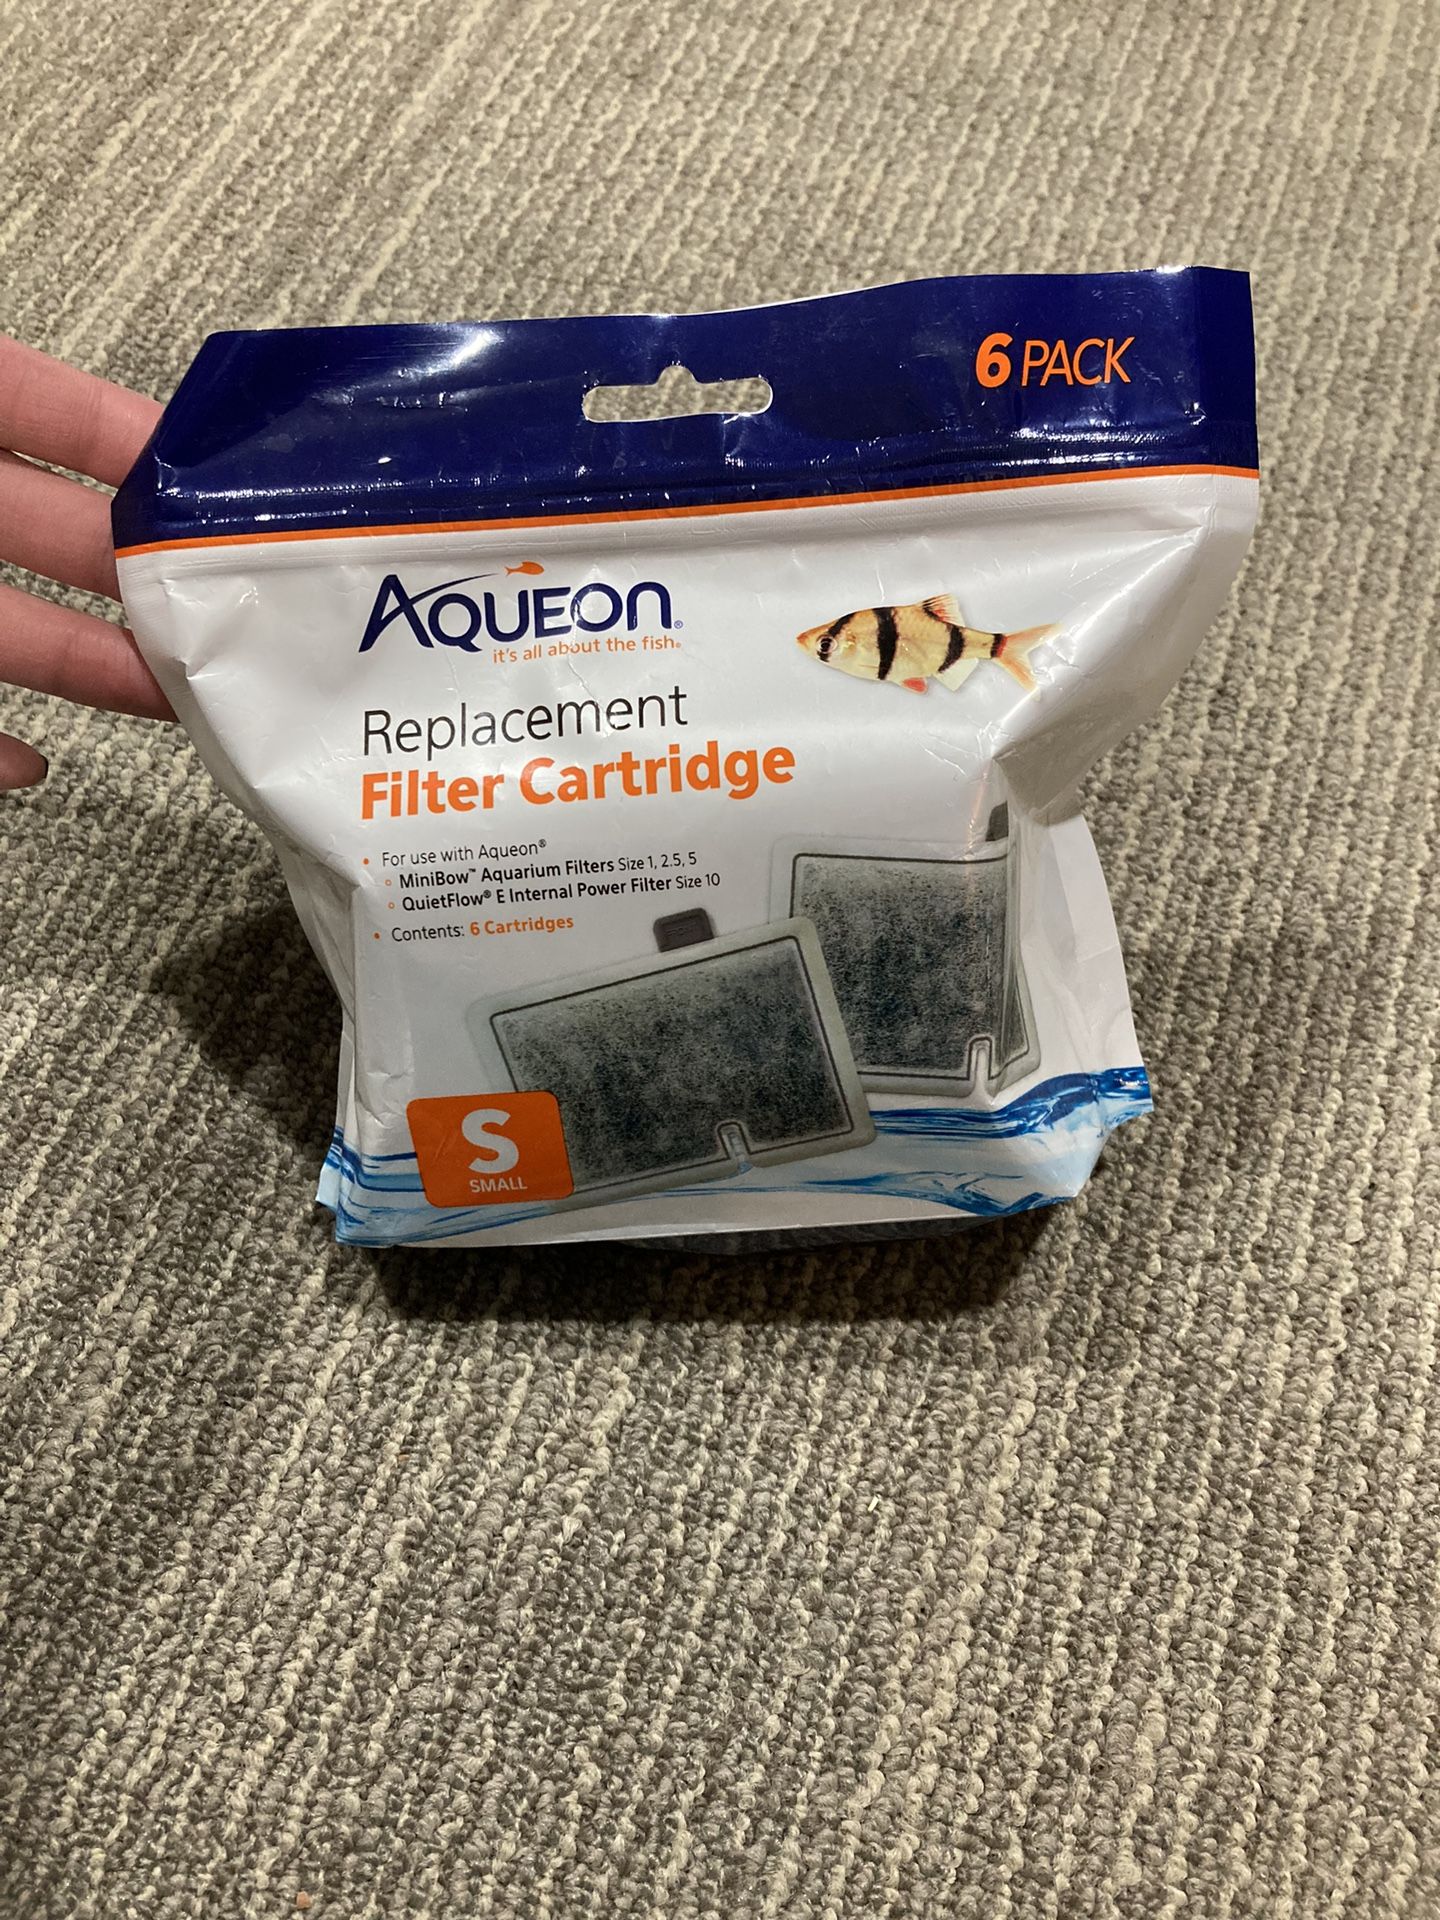 6 PACK
AQUEON®
it's all about the fish®
Replacement
Filter Cartridge
• For use with Aqueon®
◦ MiniBow™ Aquarium Filters Size 1, 2.5, 5
◦ QuietFlow® E Internal Power Filter Size 10
• Contents: 6 Cartridges
S
SMALL